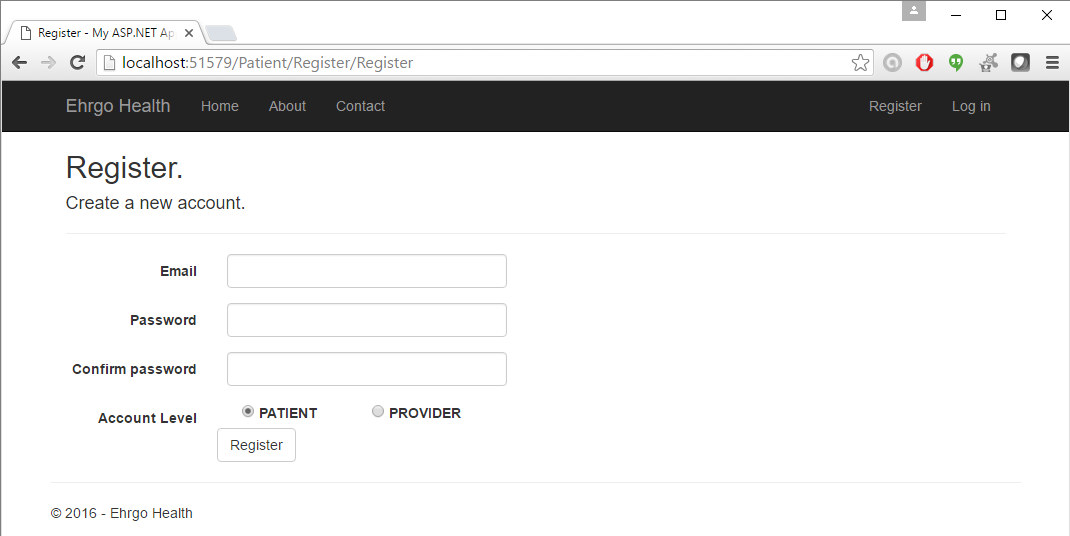 Register - My ASP.NET Ap
localhost:51579/Patient/Register/Register
Ehrgo Health Home About Contact Register Log in
Register.
Create a new account.
Email
Password
Confirm password
Account Level PATIENT PROVIDER
Register
© 2016 - Ehrgo Health